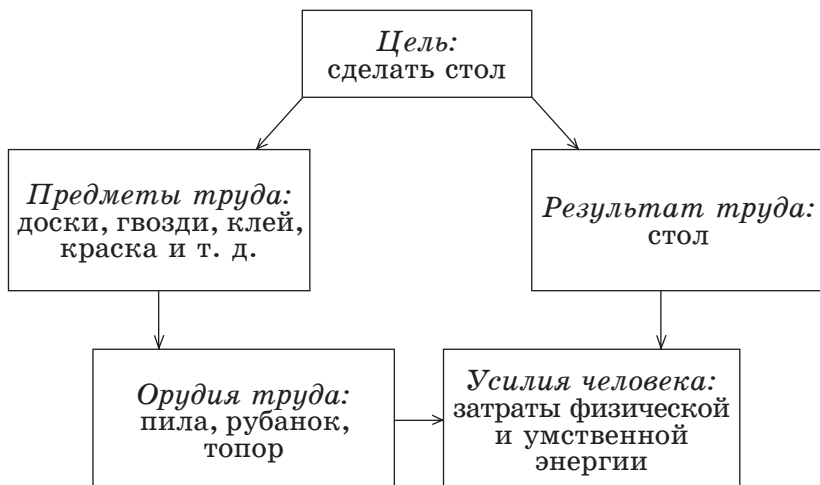 Цель:
сделать стол
Предметы труда:
доски, гвозди, клей,
краска и т. д.
Результат труда:
стол
Орудия труда:
пила, рубанок,
топор
Усилия человека:
затраты физической
и умственной
энергии